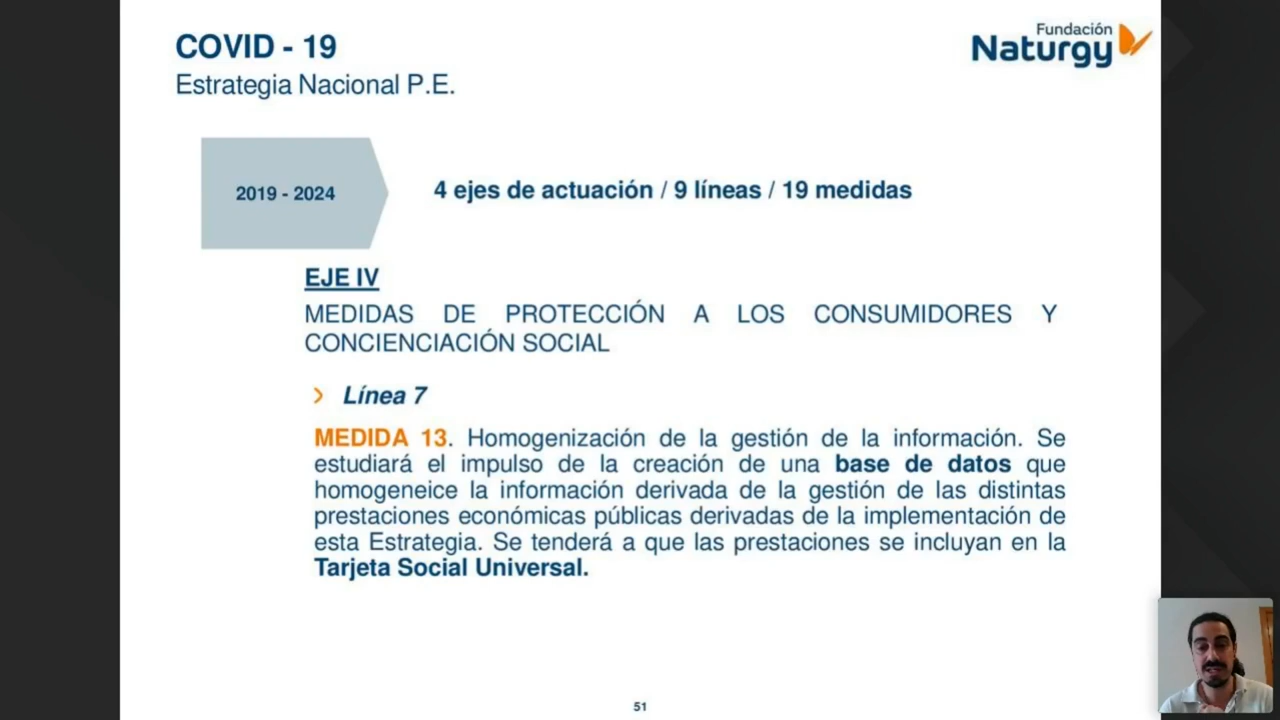 COVID - 19
Estrategia Nacional P.E.
Fundación
Naturgy
2019 - 2024
4 ejes de actuación / 9 líneas / 19 medidas
EJE IV
MEDIDAS DE PROTECCIÓN A LOS CONSUMIDORES Y
CONCIENCIACIÓN SOCIAL
Línea 7
MEDIDA 13. Homogenización de la gestión de la información. Se
estudiará el impulso de la creación de una base de datos que
homogeneice la información derivada de la gestión de las distintas
prestaciones económicas públicas derivadas de la implementación de
esta Estrategia. Se tenderá a que las prestaciones se incluyan en la
Tarjeta Social Universal.
51